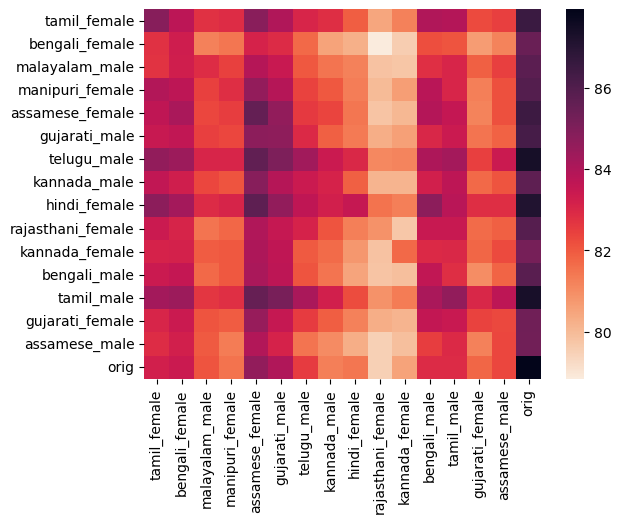 tamil_female
bengali_female
malayalam_male
manipuri_female
assamese_female
gujarati_male
telugu_male
kannada_male
hindi_female
rajasthani_female
kannada_female
bengali_male
tamil_male
gujarati_female
assamese_male
orig
tamil_female
bengali_female
malayalam_male
manipuri_female
assamese_female
gujarati_male
telugu_male
kannada_male
hindi_female
rajasthani_female
kannada_female
bengali_male
tamil_male
gujarati_female
assamese_male
orig
86
84
82
80